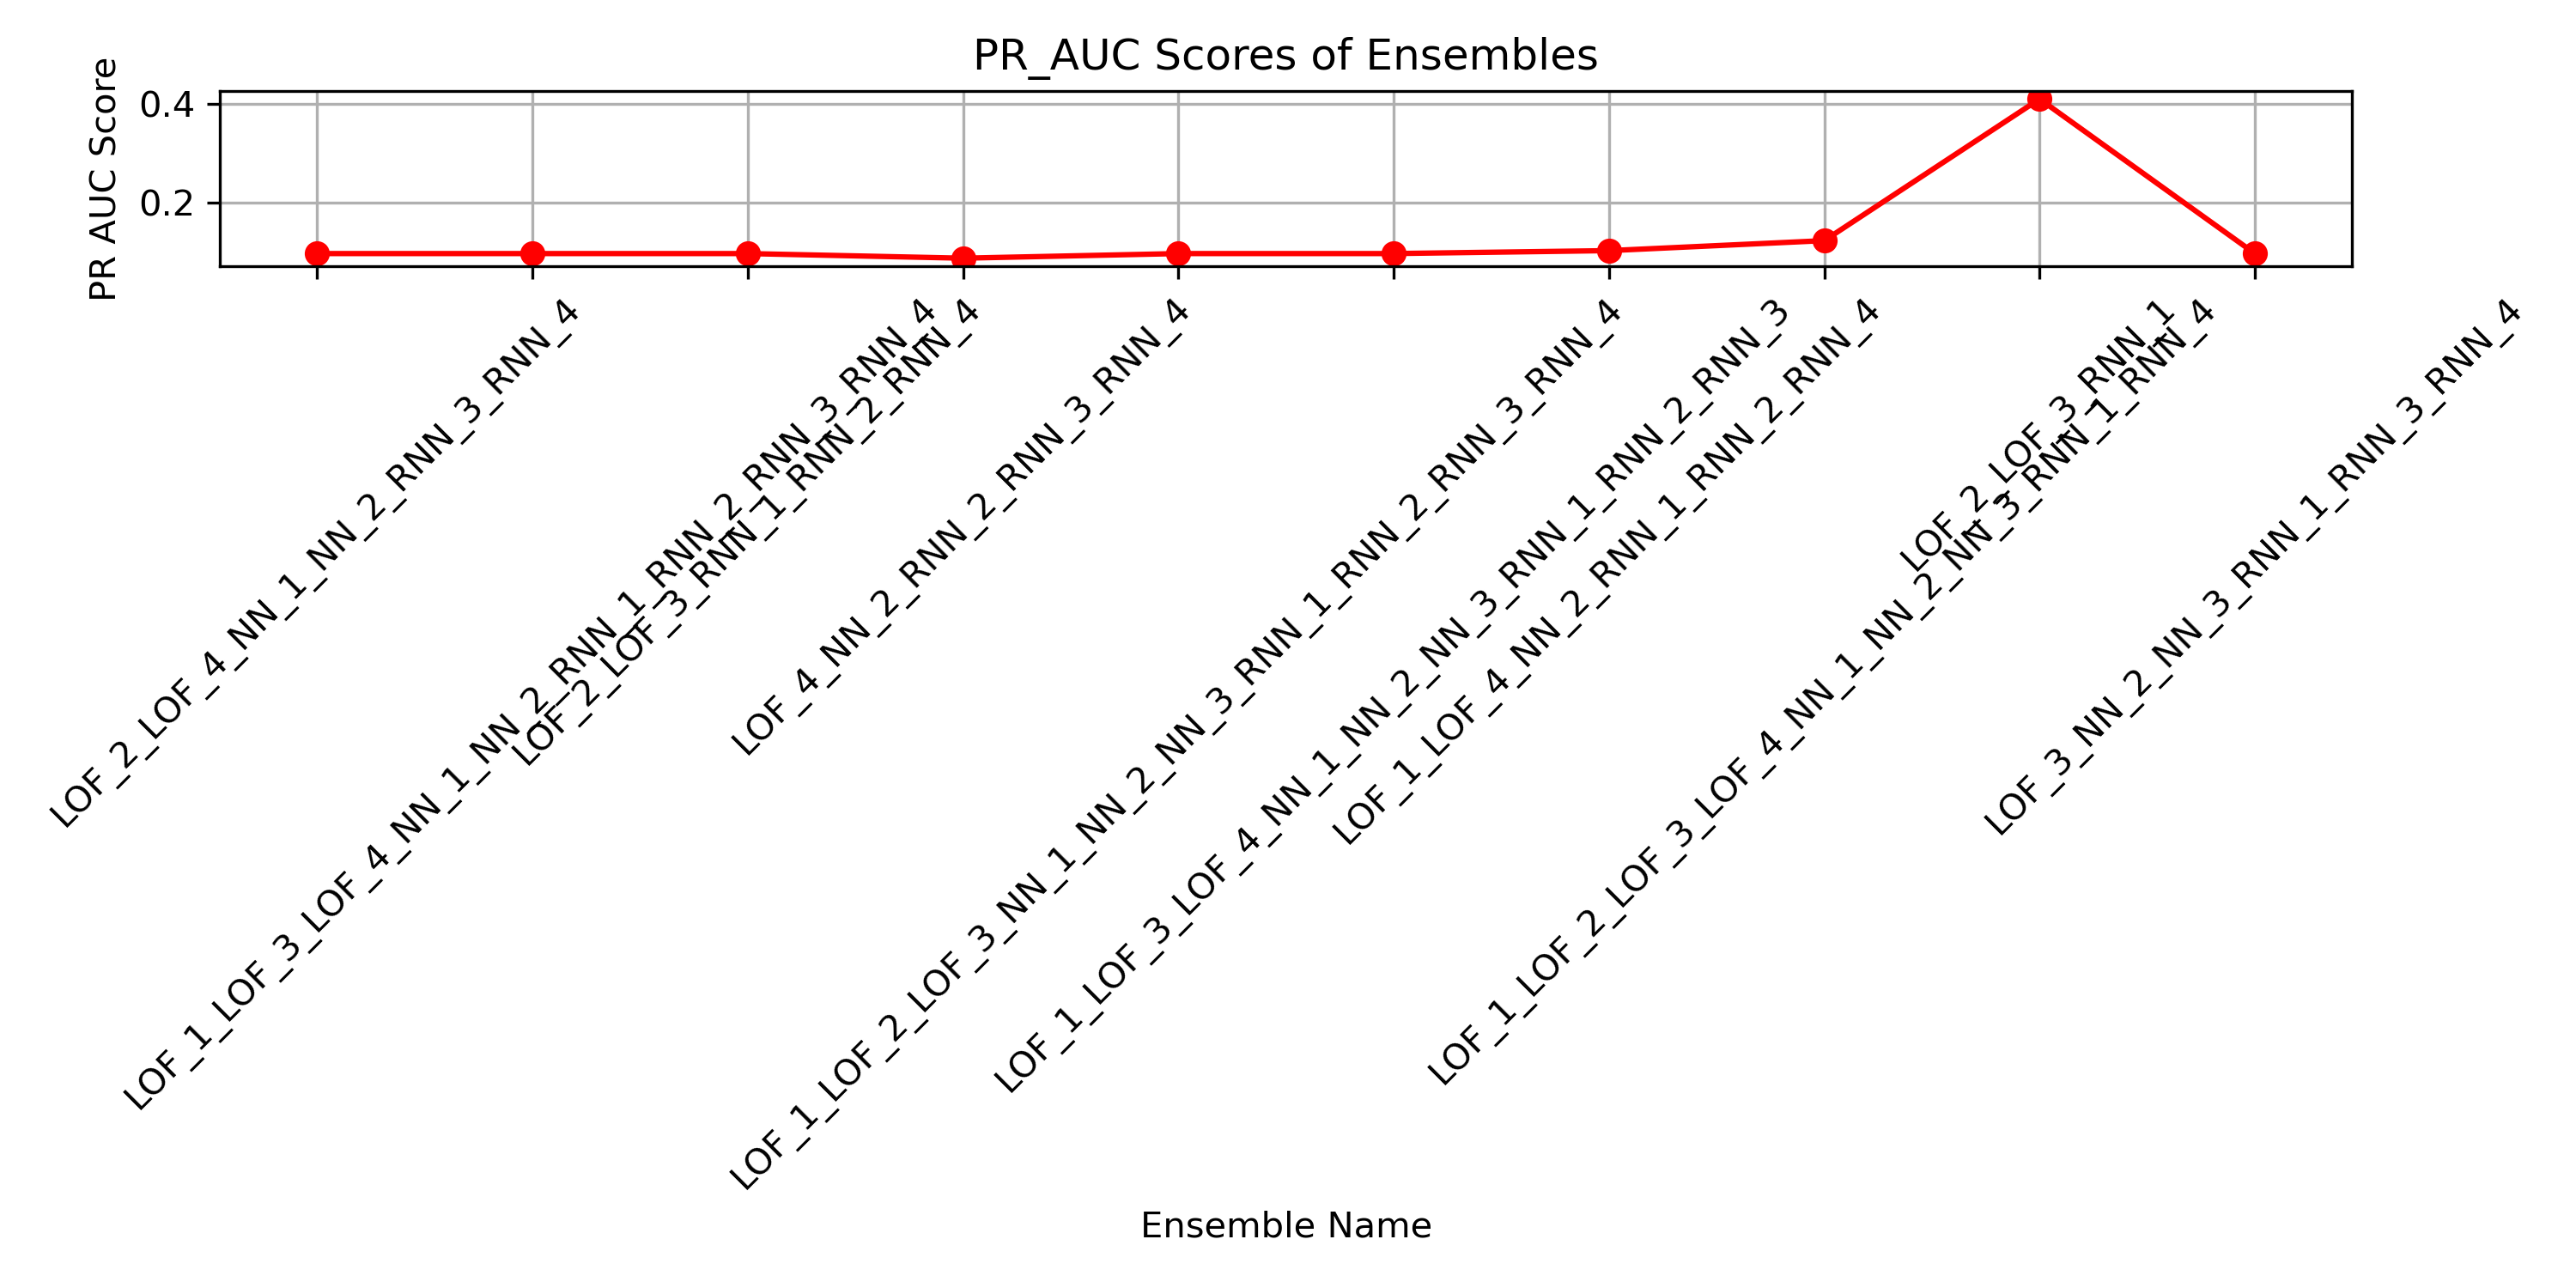 PR_AUC Scores of Ensembles
PR AUC Score
0.4
0.2
LOF_2_LOF_4_NN_1_NN_2_RNN_3_RNN_4
LOF_1_LOF_3_LOF_4_NN_1_NN_2_RNN_1_RNN_2_RNN_3_RNN_4
LOF_2_LOF_3_RNN_1_RNN_2_RNN_4
LOF_4_NN_2_RNN_2_RNN_3_RNN_4
LOF_1_LOF_2_LOF_3_NN_1_NN_2_NN_3_RNN_1_RNN_2_RNN_3_RNN_4
LOF_1_LOF_3_LOF_4_NN_1_NN_2_NN_3_RNN_1_RNN_2_RNN_3
LOF_1_LOF_4_NN_2_RNN_1_RNN_2_RNN_4
LOF_1_LOF_2_LOF_3_LOF_4_NN_1_NN_2_NN_3_RNN_1_RNN_4
LOF_2_LOF_3_RNN_1
LOF_3_NN_2_NN_3_RNN_1_RNN_3_RNN_4
Ensemble Name